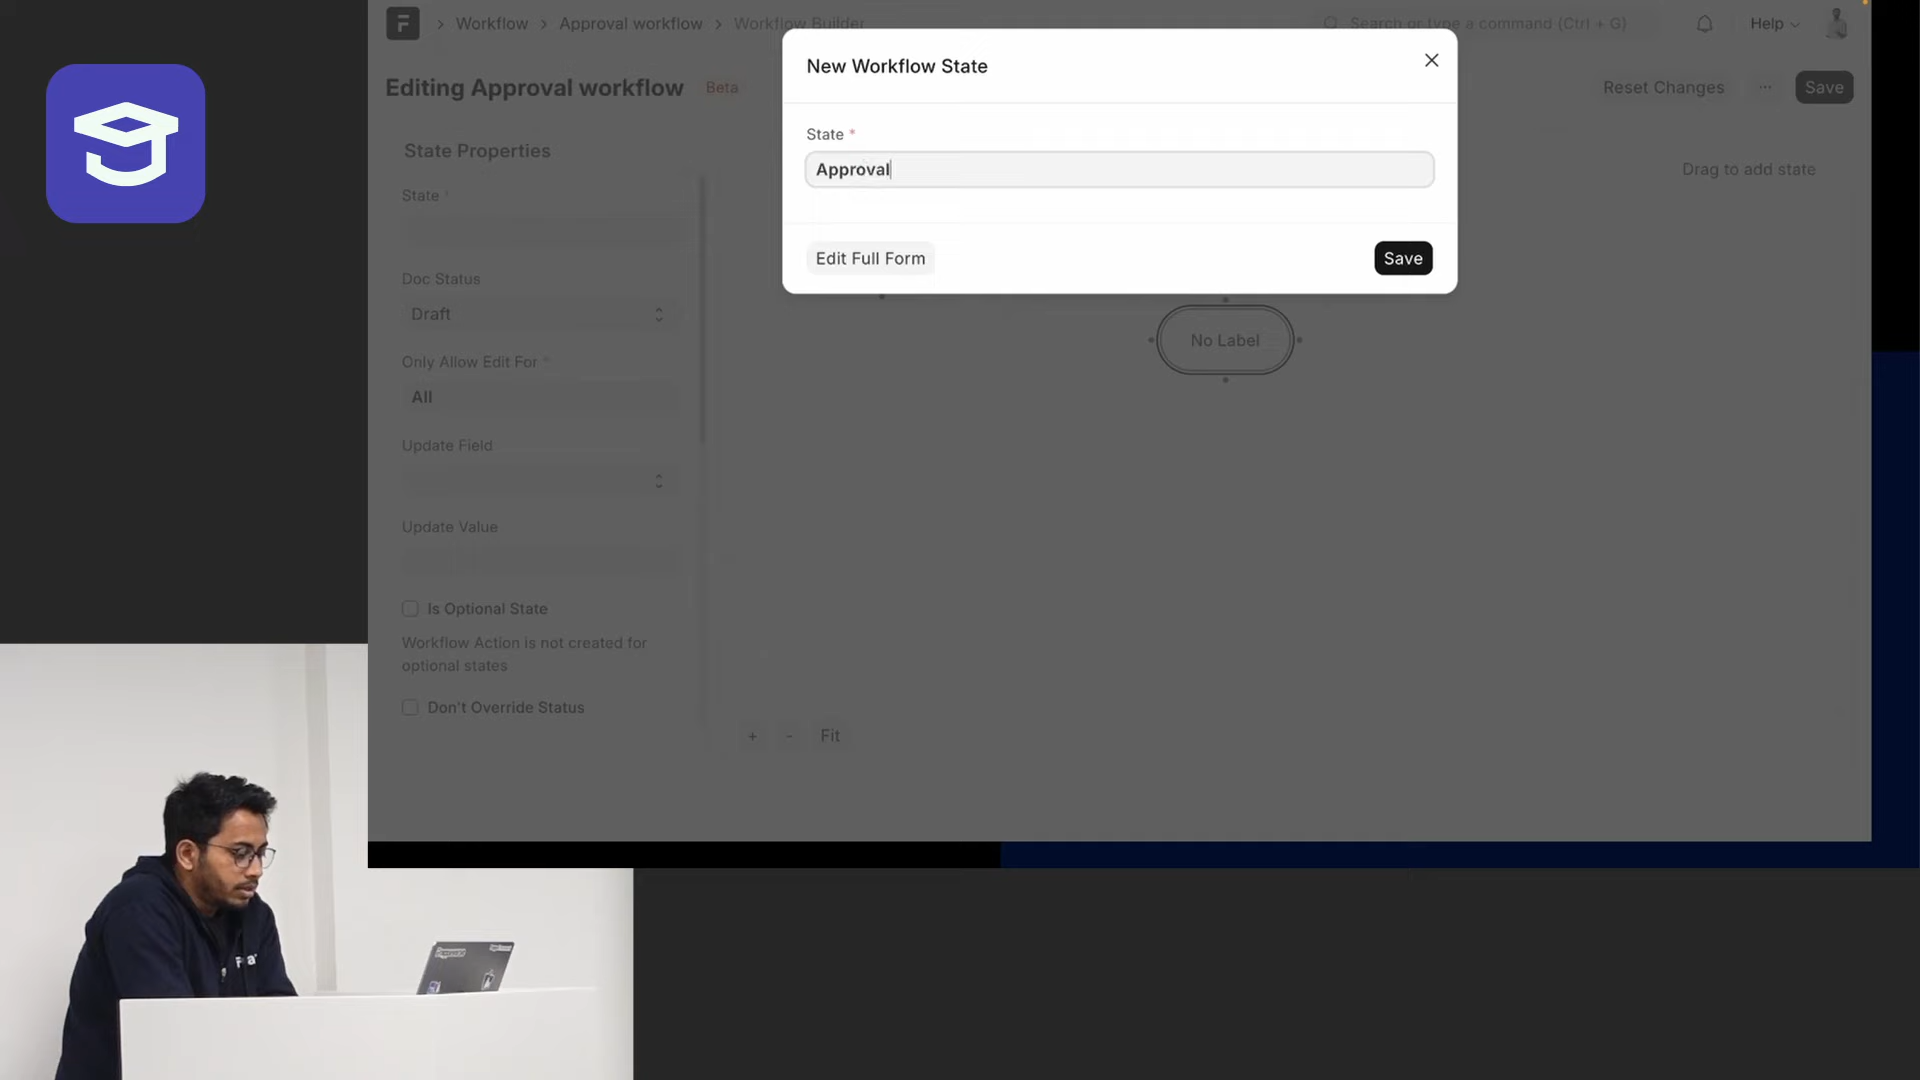 Workflow > Approval workflow > Workflow Builder
Search or type a command (Ctrl + G)
Help
Editing Approval workflow Beta
Reset Changes
...
Save
New Workflow State
State *
Approval
Edit Full Form
Save
State Properties
State *
Doc Status
Draft
Only Allow Edit For *
All
Update Field
Update Value
Is Optional State
Workflow Action is not created for
optional states
Don't Override Status
Drag to add state
No Label
+
-
Fit